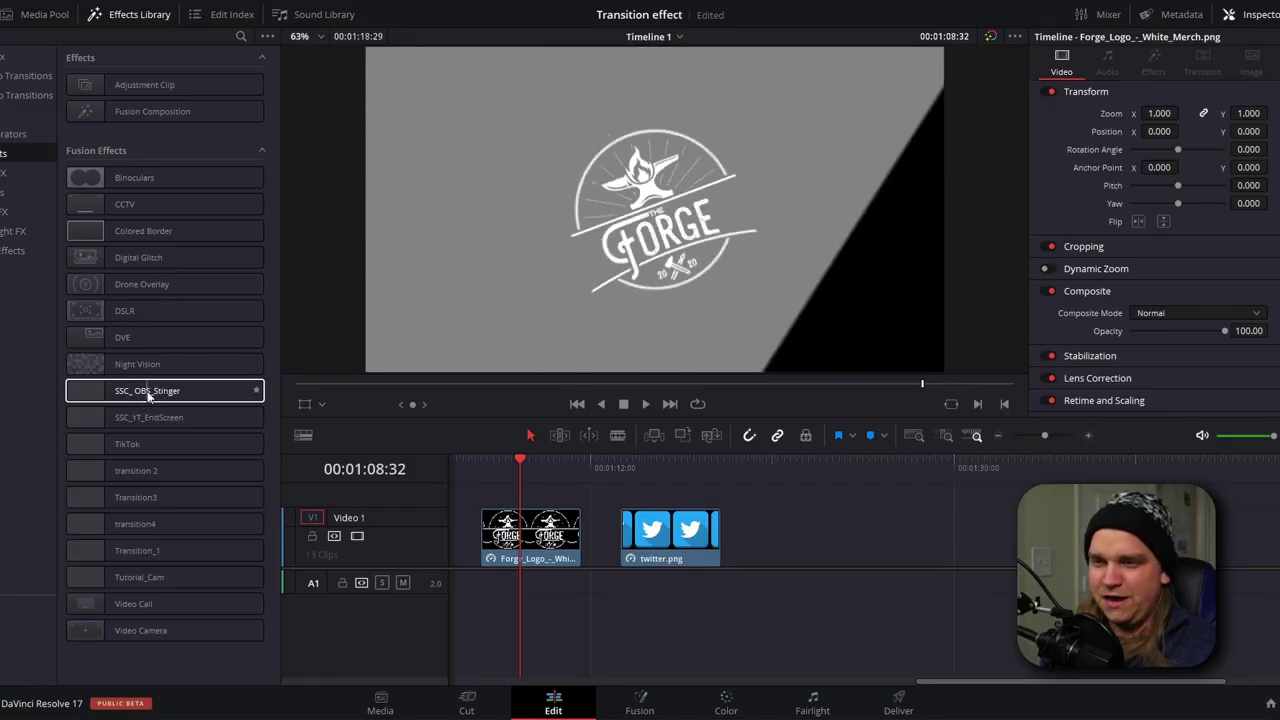 Media Pool
Effects Library
Edit Index
Sound Library
Transition effect
Edited
Mixer
Metadata
Inspecto
63%
00:01:18:29
Timeline 1
00:01:08:32
Timeline - Forge_Logo_-_White_Merch.png
x
o Transitions
o Transitions
erators
ts
X
s
FX
ght FX
Effects
Effects
Adjustment Clip
Fusion Composition
Fusion Effects
Binoculars
CCTV
Colored Border
Digital Glitch
Drone Overlay
DSLR
DVE
Night Vision
SSC_ OBS_Stinger
SSC_YT_EndScreen
TikTok
transition 2
Transition3
transition4
Transition_1
Tutorial_Cam
Video Call
Video Camera
THE
FORGE
2020
Video
Audio
Effects
Transition
Image
Transform
Zoom X 1.000 Y 1.000
Position X 0.000 Y 0.000
Rotation Angle 0.000
Anchor Point X 0.000 Y 0.000
Pitch 0.000
Yaw 0.000
Flip
Cropping
Dynamic Zoom
Composite
Composite Mode Normal
Opacity 100.00
Stabilization
Lens Correction
Retime and Scaling
00:01:08:32
00:01:12:00
00:01:30:00
V1 Video 1
13 Clips
A1 S M 2.0
FORGE FORGE
Forge_Logo_-_Whi...
twitter.png
DaVinci Resolve 17
PUBLIC BETA
Media
Cut
Edit
Fusion
Color
Fairlight
Deliver